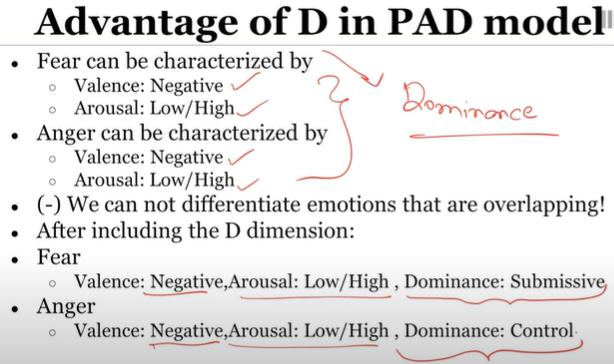 Advantage of D in PAD model
• Fear can be characterized by
○ Valence: Negative
○ Arousal: Low/High
Dominance
• Anger can be characterized by
○ Valence: Negative
○ Arousal: Low/High
• (-) We can not differentiate emotions that are overlapping!
• After including the D dimension:
• Fear
○ Valence: Negative,Arousal: Low/High , Dominance: Submissive
• Anger
○ Valence: Negative,Arousal: Low/High , Dominance: Control